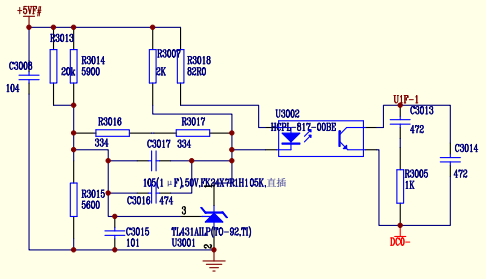 +5VF#
R3013
20k
R3014
5900
R3007
2K
R3018
82R0
C3008
104
U3002
HCPL-817-00BE
U1F-1
C3013
472
C3014
472
R3016
334
R3017
334
C3017
105(1μF),50V,FK24X7R1H105K,直插
R3005
1K
R3015
5600
C3016
474
3
TL431AILP(TO-92,TI)
U3001
C3015
101
2
DC0-